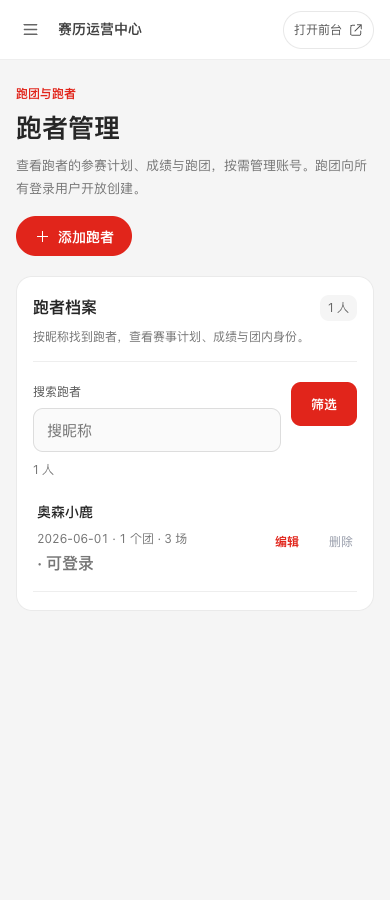 赛历运营中心
打开前台
跑团与跑者
跑者管理
查看跑者的参赛计划、成绩与跑团，按需管理账号。跑团向所
有登录用户开放创建。
添加跑者
跑者档案
1 人
按昵称找到跑者，查看赛事计划、成绩与团内身份。
搜索跑者
搜昵称
筛选
1 人
奥森小鹿
2026-06-01 · 1 个团 · 3 场
· 可登录
编辑
删除